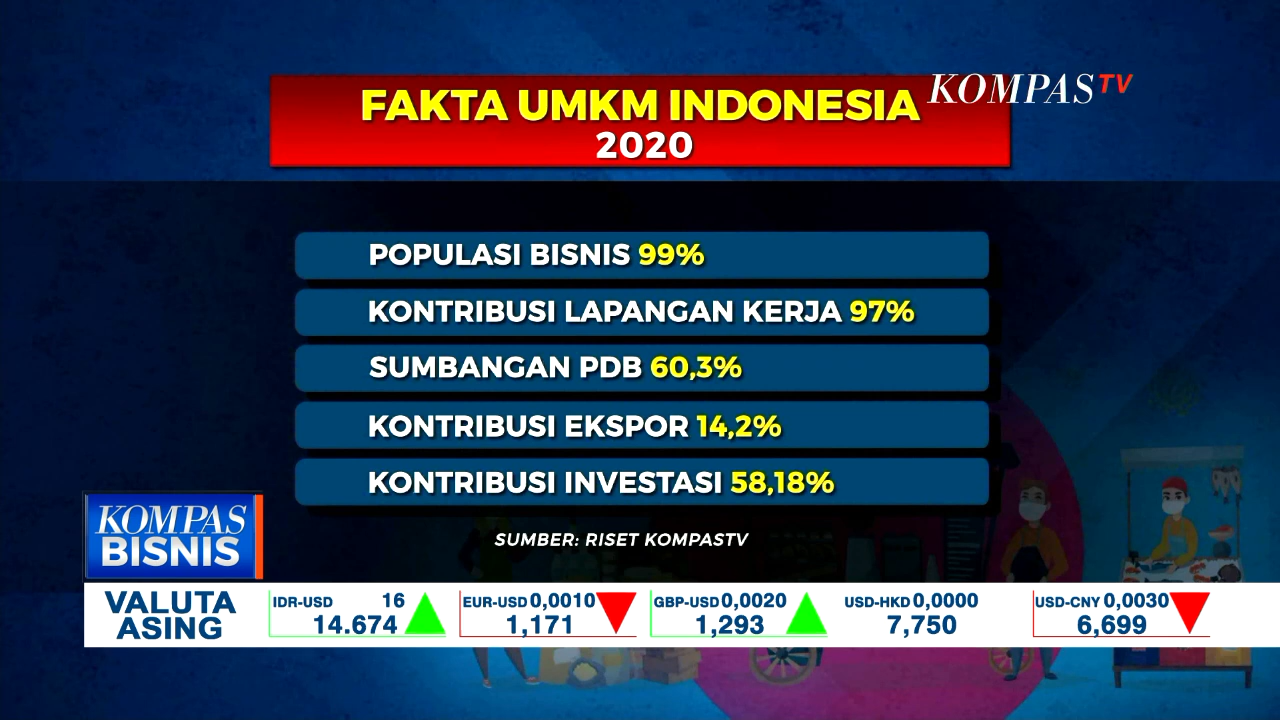 KOMPAS TV
FAKTA UMKM INDONESIA
2020
POPULASI BISNIS 99%
KONTRIBUSI LAPANGAN KERJA 97%
SUMBANGAN PDB 60,3%
KONTRIBUSI EKSPOR 14,2%
KONTRIBUSI INVESTASI 58,18%
SUMBER: RISET KOMPASTV
KOMPAS
BISNIS
VALUTA
ASING
IDR-USD 16
14.674
EUR-USD 0,0010
1,171
GBP-USD 0,0020
1,293
USD-HKD 0,0000
7,750
USD-CNY 0,0030
6,699